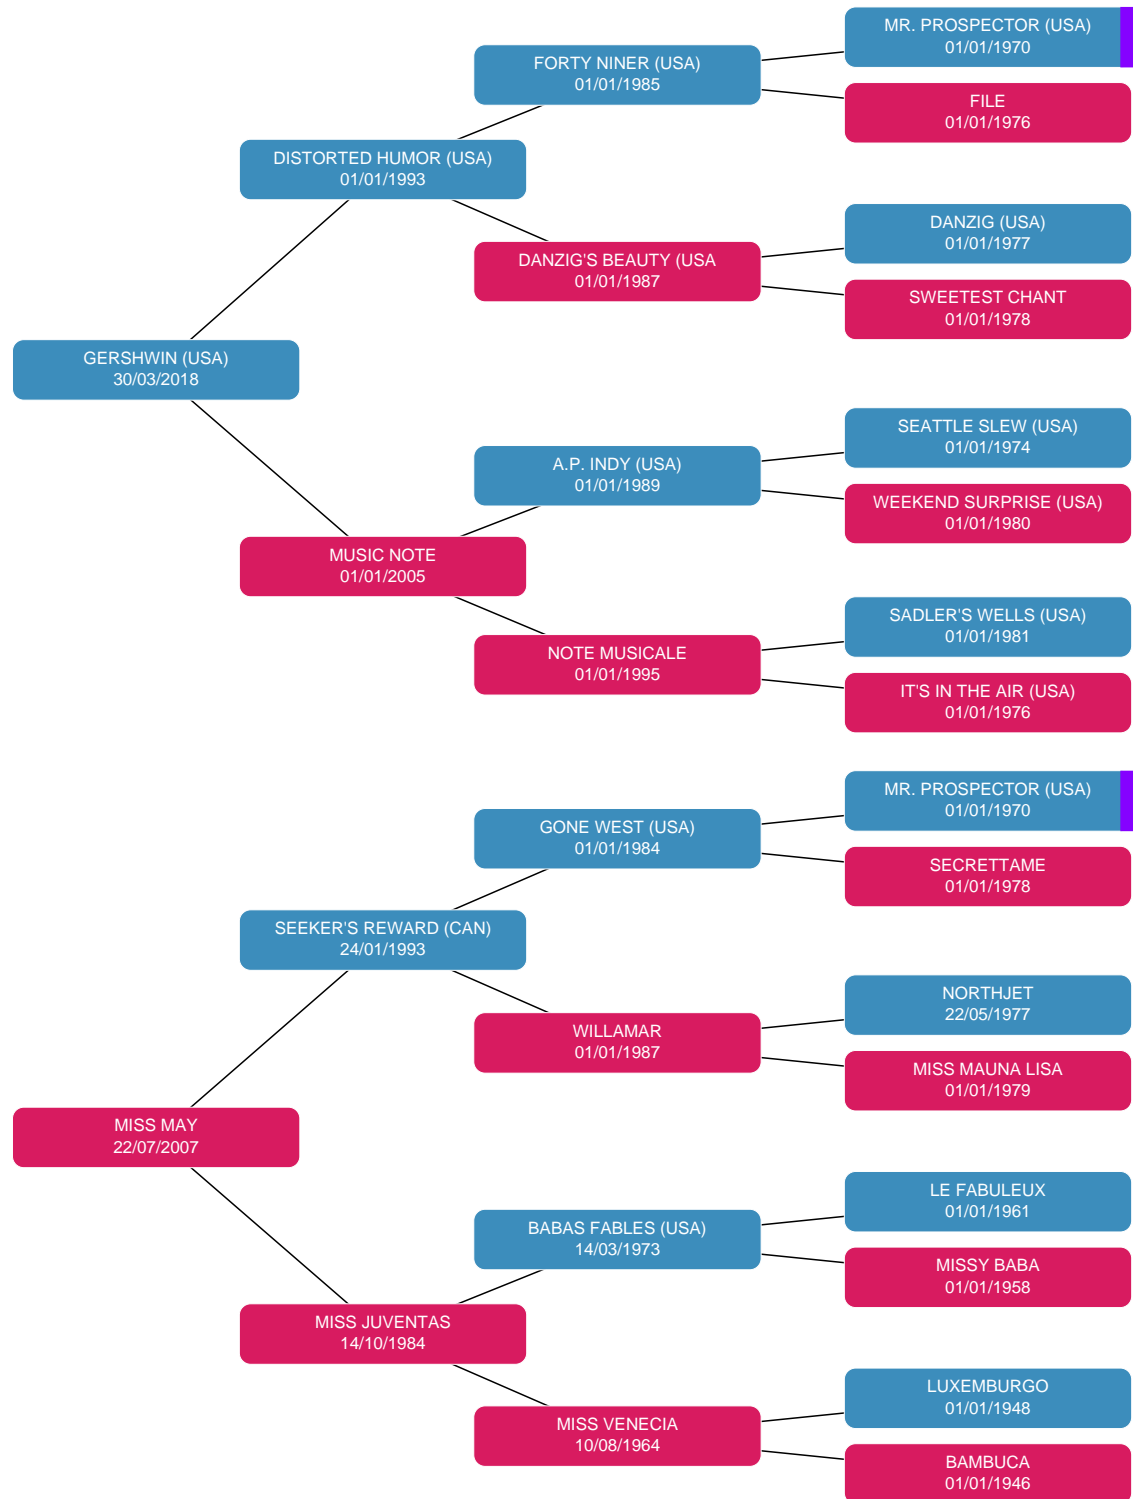 MR. PROSPECTOR (USA)
01/01/1970
FORTY NINER (USA)
01/01/1985
FILE
01/01/1976
DISTORTED HUMOR (USA)
01/01/1993
DANZIG (USA)
01/01/1977
DANZIG'S BEAUTY (USA
01/01/1987
SWEETEST CHANT
01/01/1978
GERSHWIN (USA)
30/03/2018
SEATTLE SLEW (USA)
01/01/1974
A.P. INDY (USA)
01/01/1989
WEEKEND SURPRISE (USA)
01/01/1980
MUSIC NOTE
01/01/2005
SADLER'S WELLS (USA)
01/01/1981
NOTE MUSICALE
01/01/1995
IT'S IN THE AIR (USA)
01/01/1976
MR. PROSPECTOR (USA)
01/01/1970
GONE WEST (USA)
01/01/1984
SECRETTAME
01/01/1978
SEEKER'S REWARD (CAN)
24/01/1993
NORTHJET
22/05/1977
WILLAMAR
01/01/1987
MISS MAUNA LISA
01/01/1979
MISS MAY
22/07/2007
LE FABULEUX
01/01/1961
BABAS FABLES (USA)
14/03/1973
MISSY BABA
01/01/1958
MISS JUVENTAS
14/10/1984
LUXEMBURGO
01/01/1948
MISS VENECIA
10/08/1964
BAMBUCA
01/01/1946